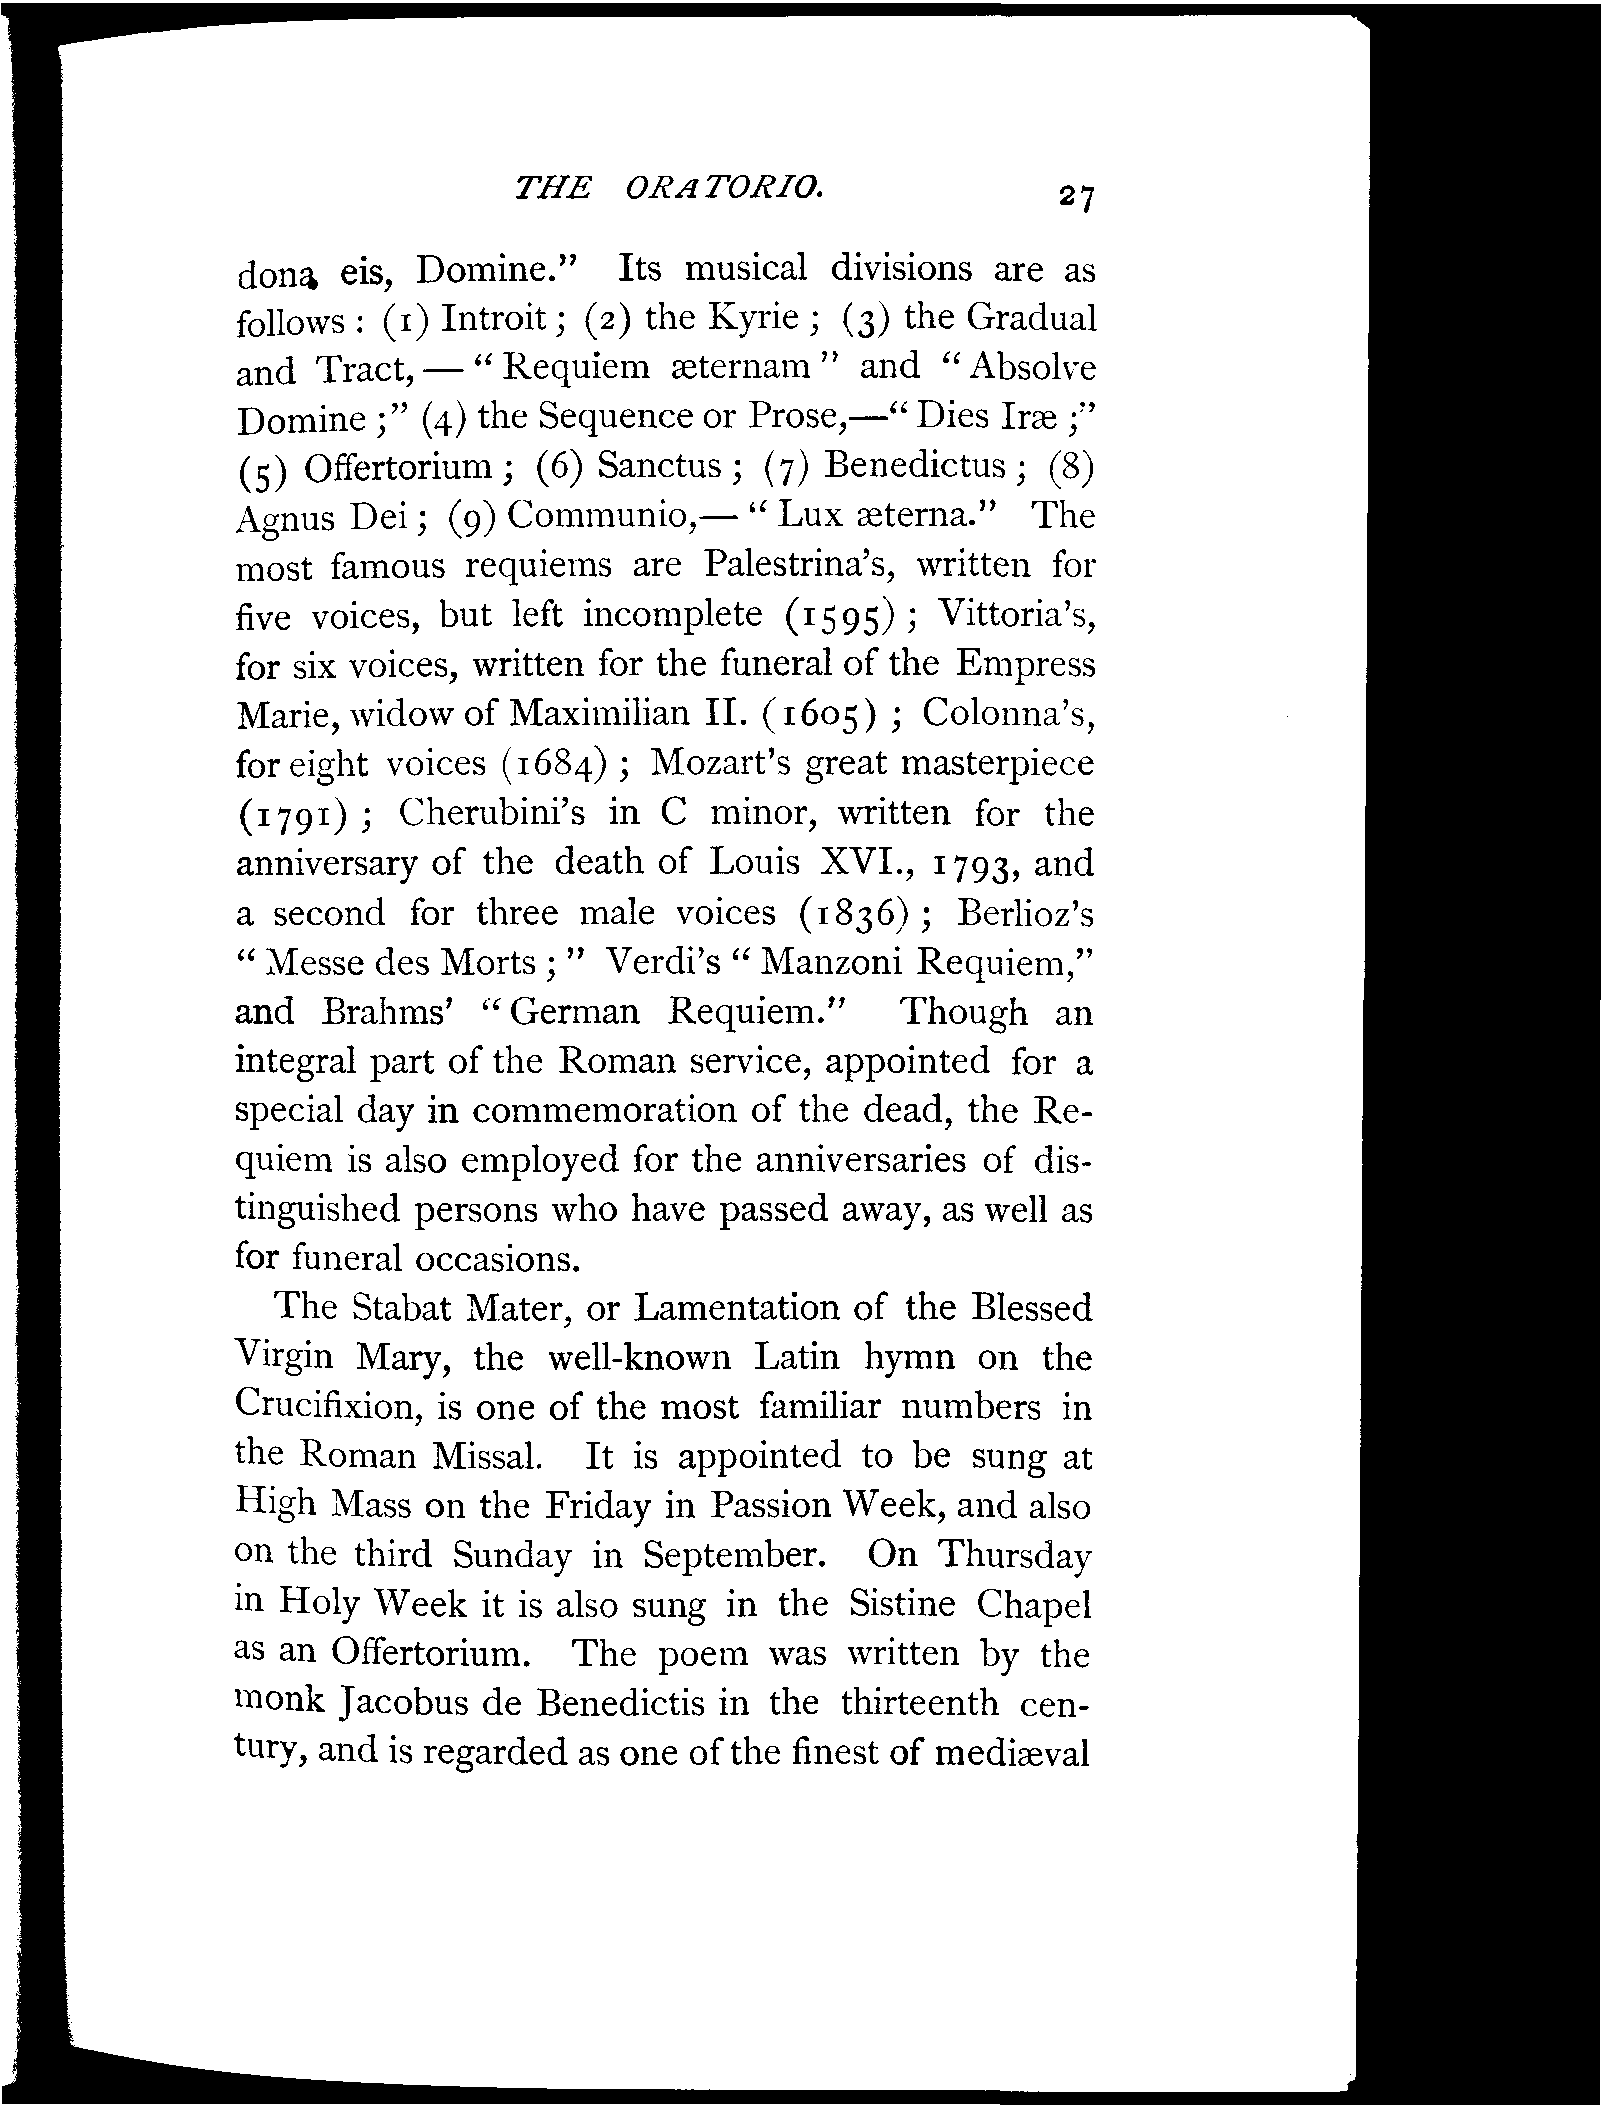 THE ORATORIO. 27
dona eis, Domine." Its musical divisions are as
follows: (1) Introit; (2) the Kyrie; (3) the Gradual
and Tract,—"Requiem æternam" and "Absolve
Domine;" (4) the Sequence or Prose,—"Dies Iræ;"
(5) Offertorium; (6) Sanctus; (7) Benedictus; (8)
Agnus Dei; (9) Communio,—"Lux æterna." The
most famous requiems are Palestrina's, written for
five voices, but left incomplete (1595); Vittoria's,
for six voices, written for the funeral of the Empress
Marie, widow of Maximilian II. (1605); Colonna's,
for eight voices (1684); Mozart's great masterpiece
(1791); Cherubini's in C minor, written for the
anniversary of the death of Louis XVI., 1793, and
a second for three male voices (1836); Berlioz's
"Messe des Morts;" Verdi's "Manzoni Requiem,"
and Brahms' "German Requiem." Though an
integral part of the Roman service, appointed for a
special day in commemoration of the dead, the Re-
quiem is also employed for the anniversaries of dis-
tinguished persons who have passed away, as well as
for funeral occasions.
The Stabat Mater, or Lamentation of the Blessed
Virgin Mary, the well-known Latin hymn on the
Crucifixion, is one of the most familiar numbers in
the Roman Missal. It is appointed to be sung at
High Mass on the Friday in Passion Week, and also
on the third Sunday in September. On Thursday
in Holy Week it is also sung in the Sistine Chapel
as an Offertorium. The poem was written by the
monk Jacobus de Benedictis in the thirteenth cen-
tury, and is regarded as one of the finest of mediæval